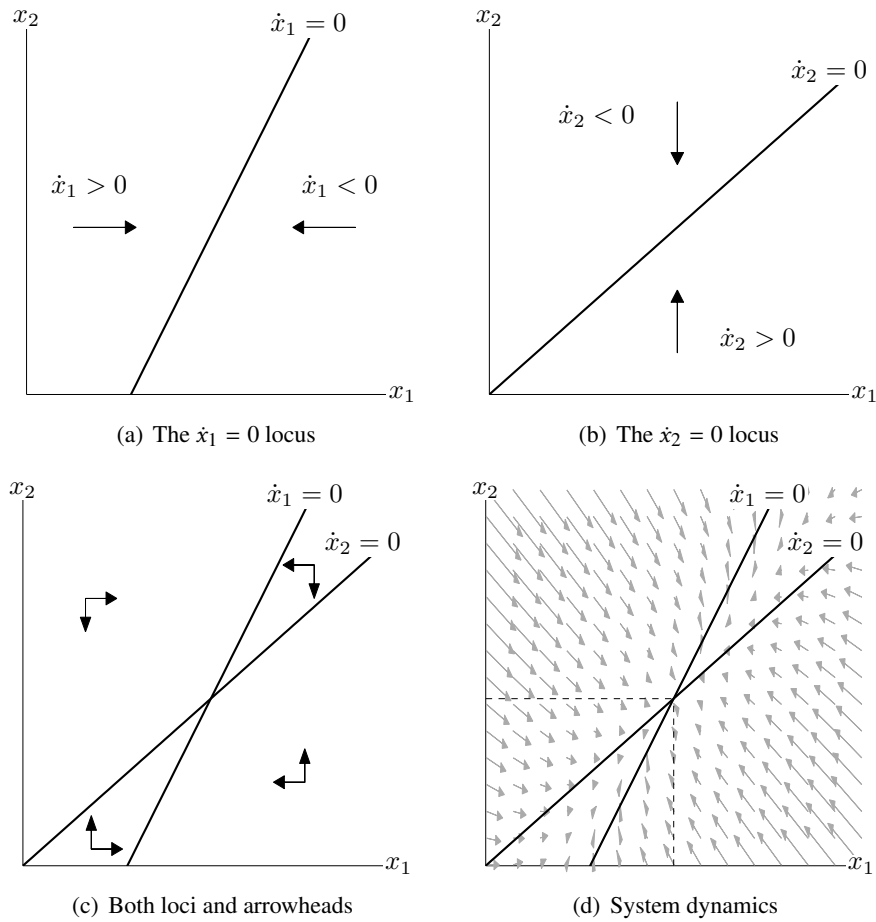 x₂
ẋ₁ = 0
ẋ₁ > 0
ẋ₁ < 0
x₁
(a) The ẋ₁ = 0 locus
x₂
ẋ₂ = 0
ẋ₂ < 0
ẋ₂ > 0
x₁
(b) The ẋ₂ = 0 locus
x₂
ẋ₁ = 0
ẋ₂ = 0
x₁
(c) Both loci and arrowheads
x₂
ẋ₁ = 0
ẋ₂ = 0
x₁
(d) System dynamics